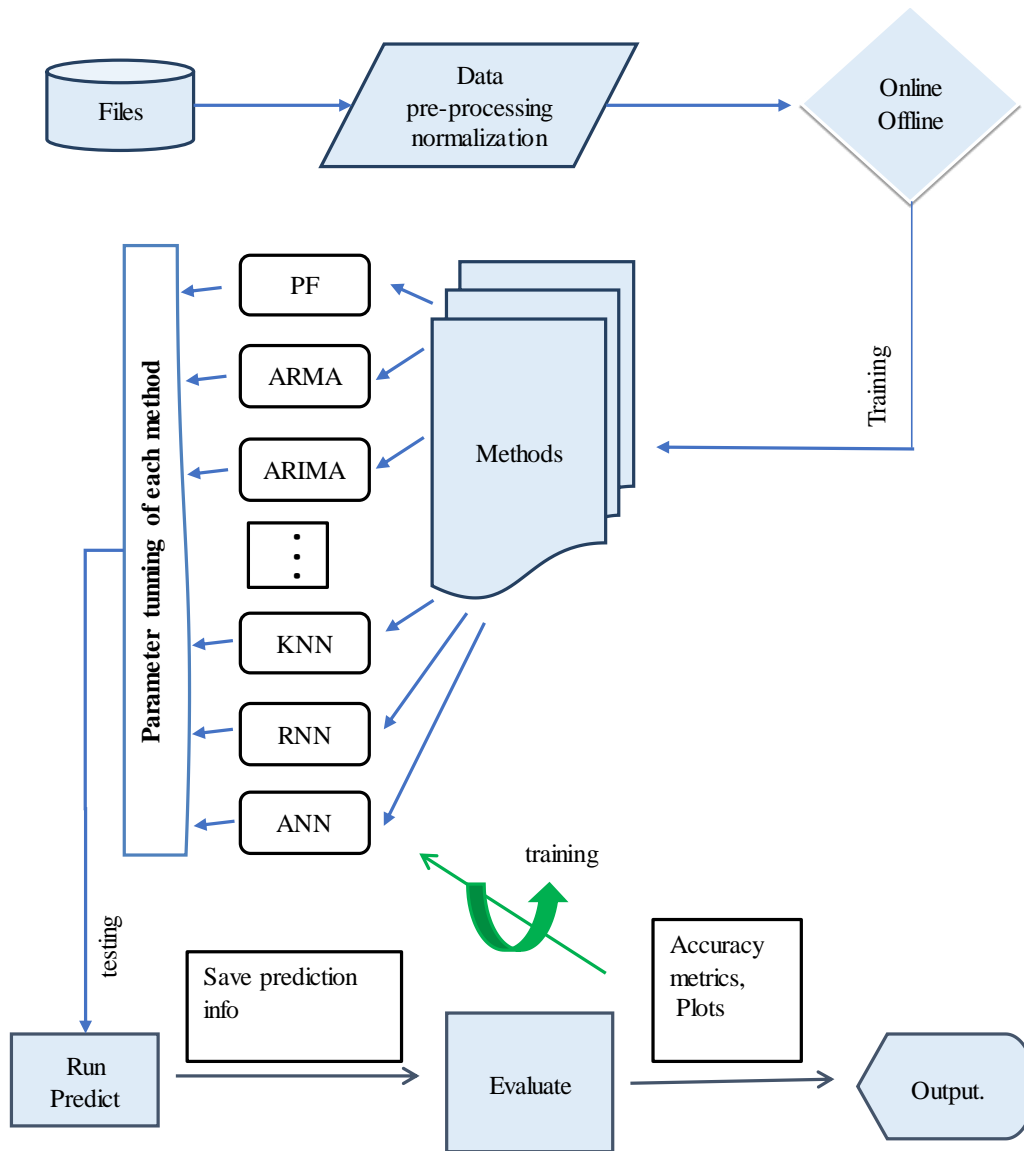 Files
Data
pre-processing
normalization
Online
Offline
Training
Methods
PF
ARMA
ARIMA
KNN
RNN
ANN
Parameter tunning of each method
training
testing
Save prediction
info
Accuracy
metrics,
Plots
Run
Predict
Evaluate
Output.